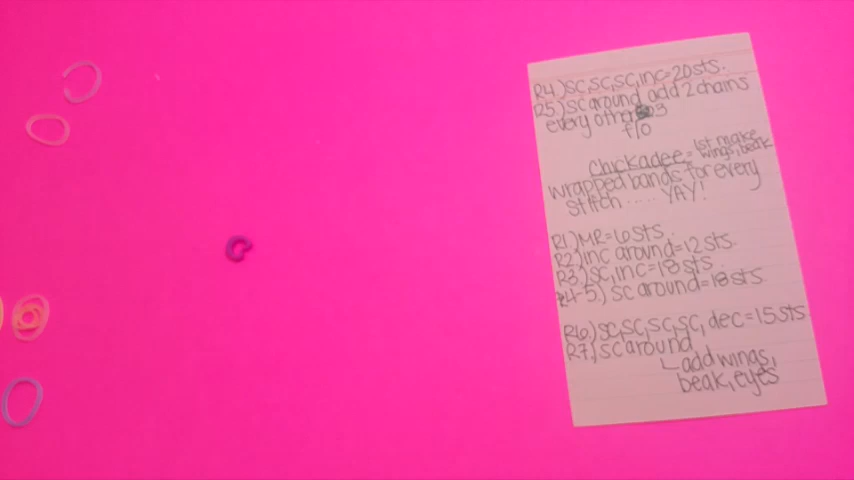 R4) SC, SC, SC, inc = 20 sts.
R5) SC around add 2 chains
every other 3
f/o
Chickadee = 1st make
wings, beak
wrapped bands for every
stitch ..... YAY!
R1) MR = 6 sts.
R2) inc around = 12 sts.
R3) SC, inc = 18 sts
R4-5) SC around = 18 sts
R6) SC, SC, SC, SC, dec = 15 sts
R7) SC around
add wings,
beak, eyes